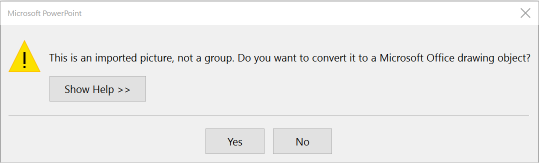 Microsoft PowerPoint
This is an imported picture, not a group. Do you want to convert it to a Microsoft Office drawing object?
Show Help >>
Yes
No